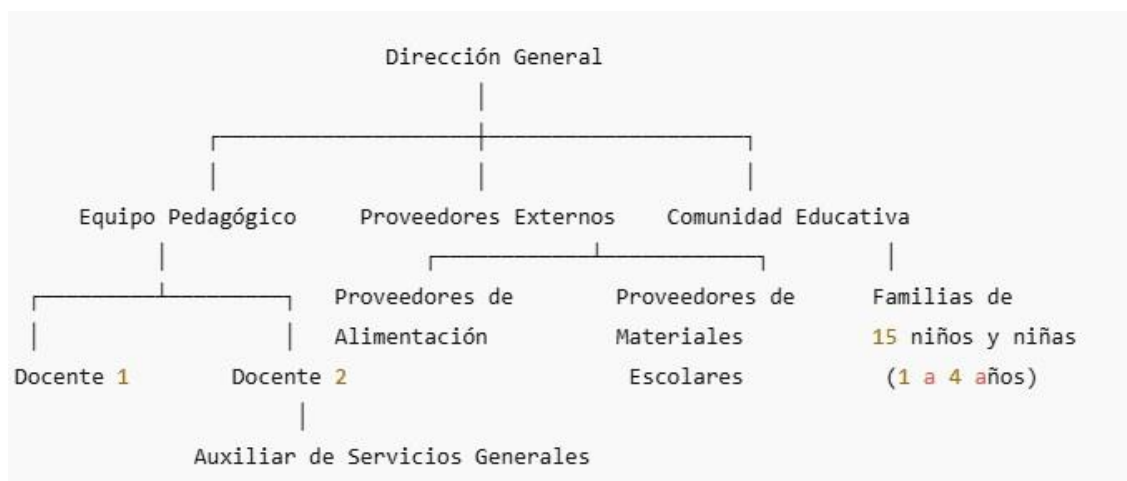 Dirección General
Equipo Pedagógico Proveedores Externos Comunidad Educativa
Proveedores de Proveedores de Familias de
Alimentación Materiales 15 niños y niñas
Docente 1 Docente 2 Escolares (1 a 4 años)
Auxiliar de Servicios Generales